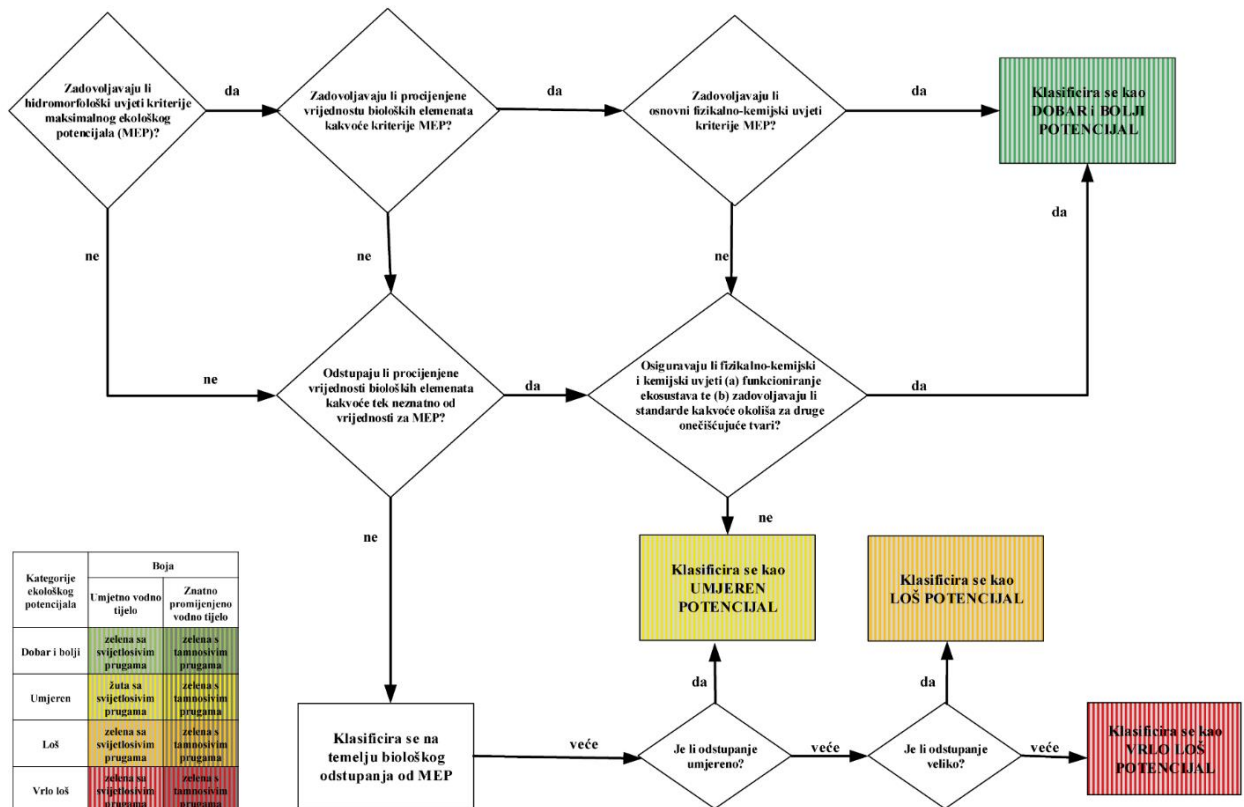 Zadovoljavaju li
hidromorfološki uvjeti kriterije
maksimalnog ekološkog
potencijala (MEP)?
da
Zadovoljavaju li procijenjene
vrijednostu bioloških elemenata
kakvoće kriterije MEP?
da
Zadovoljavaju li
osnovni fizikalno-kemijski uvjeti
kriterije MEP?
da
Klasificira se kao
DOBAR i BOLJI
POTENCIJAL
ne
ne
ne
da
ne
Odstupaju li procijenjene
vrijednosti bioloških elemenata
kakvoće tek neznatno od
vrijednosti za MEP?
da
Osiguravaju li fizikalno-kemijski
i kemijski uvjeti (a) funkcioniranje
ekosustava te (b) zadovoljavaju li
standarde kakvoće okoliša za druge
onečišćujuće tvari?
da
ne
ne
Klasificira se kao
UMJEREN
POTENCIJAL
Klasificira se kao
LOŠ POTENCIJAL
da
da
Klasificira se na
temelju biološkog
odstupanja od MEP
veće
Je li odstupanje
umjereno?
veće
Je li odstupanje
veliko?
veće
Klasificira se kao
VRLO LOŠ
POTENCIJAL
Kategorije
ekološkog
potencijala
Boja
Umjetno vodno
tijelo
Znatno
promijenjeno
vodno tijelo
Dobar i bolji
zelena sa
svijetlosivim
prugama
zelena s
tamnosivim
prugama
Umjeren
žuta sa
svijetlosivim
prugama
zelena s
tamnosivim
prugama
Loš
zelena sa
svijetlosivim
prugama
zelena s
tamnosivim
prugama
Vrlo loš
zelena sa
svijetlosivim
prugama
zelena s
tamnosivim
prugama